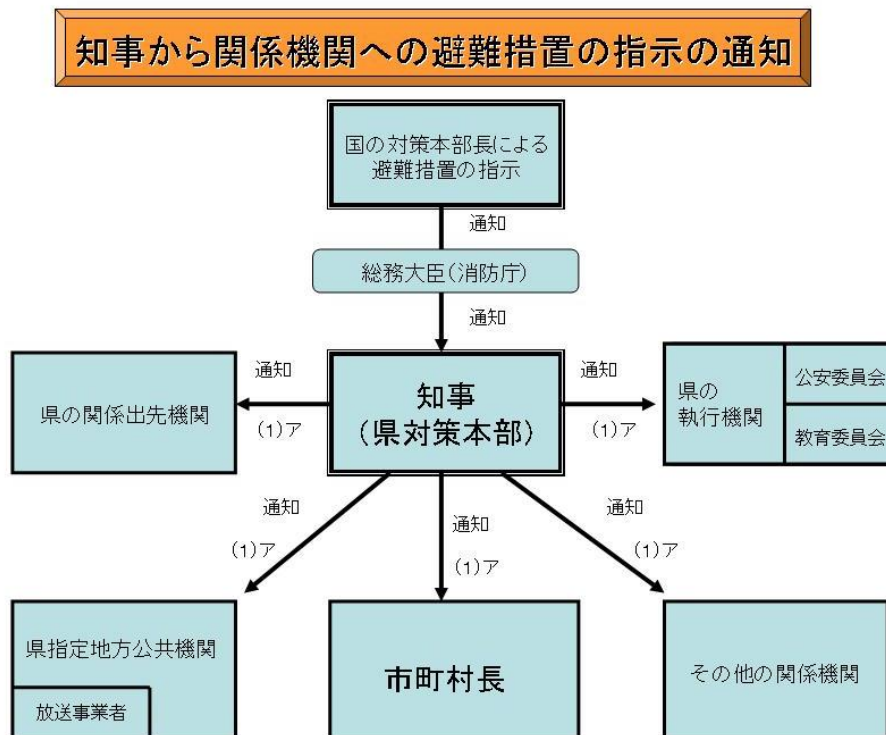 知事から関係機関への避難措置の指示の通知
国の対策本部長による
避難措置の指示
通知
総務大臣(消防庁)
通知
県の関係出先機関
通知
(1)ア
知事
(県対策本部)
通知
(1)ア
県の
執行機関
公安委員会
教育委員会
通知
(1)ア
通知
(1)ア
通知
(1)ア
県指定地方公共機関
放送事業者
市町村長
その他の関係機関